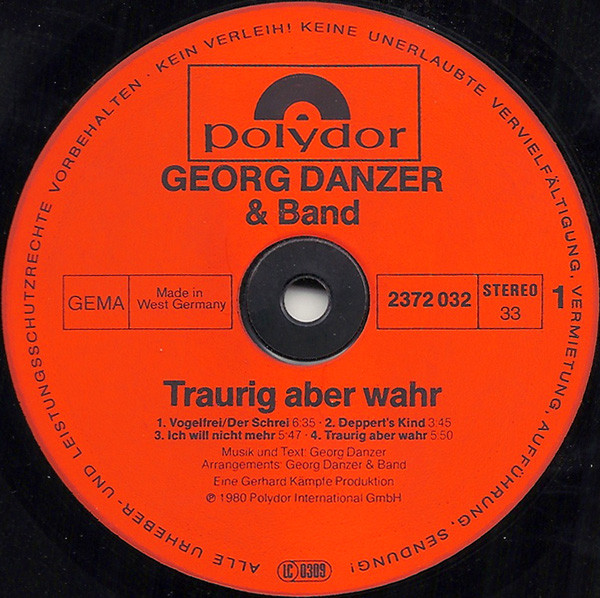 ALLE URHEBER- UND LEISTUNGSSCHUTZRECHTE VORBEHALTEN · KEIN VERLEIH! KEINE UNERLAUBTE VERVIELFÄLTIGUNG, VERMIETUNG, AUFFÜHRUNG, SENDUNG!
polydor
GEORG DANZER
& Band
GEMA
Made in
West Germany
2372 032
STEREO
33
1
Traurig aber wahr
1. Vogelfrei/Der Schrei 6:35 · 2. Deppert's Kind 3:45
3. Ich will nicht mehr 5:47 · 4. Traurig aber wahr 5:50
Musik und Text: Georg Danzer
Arrangements: Georg Danzer & Band
Eine Gerhard Kämpfe Produktion
℗ 1980 Polydor International GmbH
LC 0309